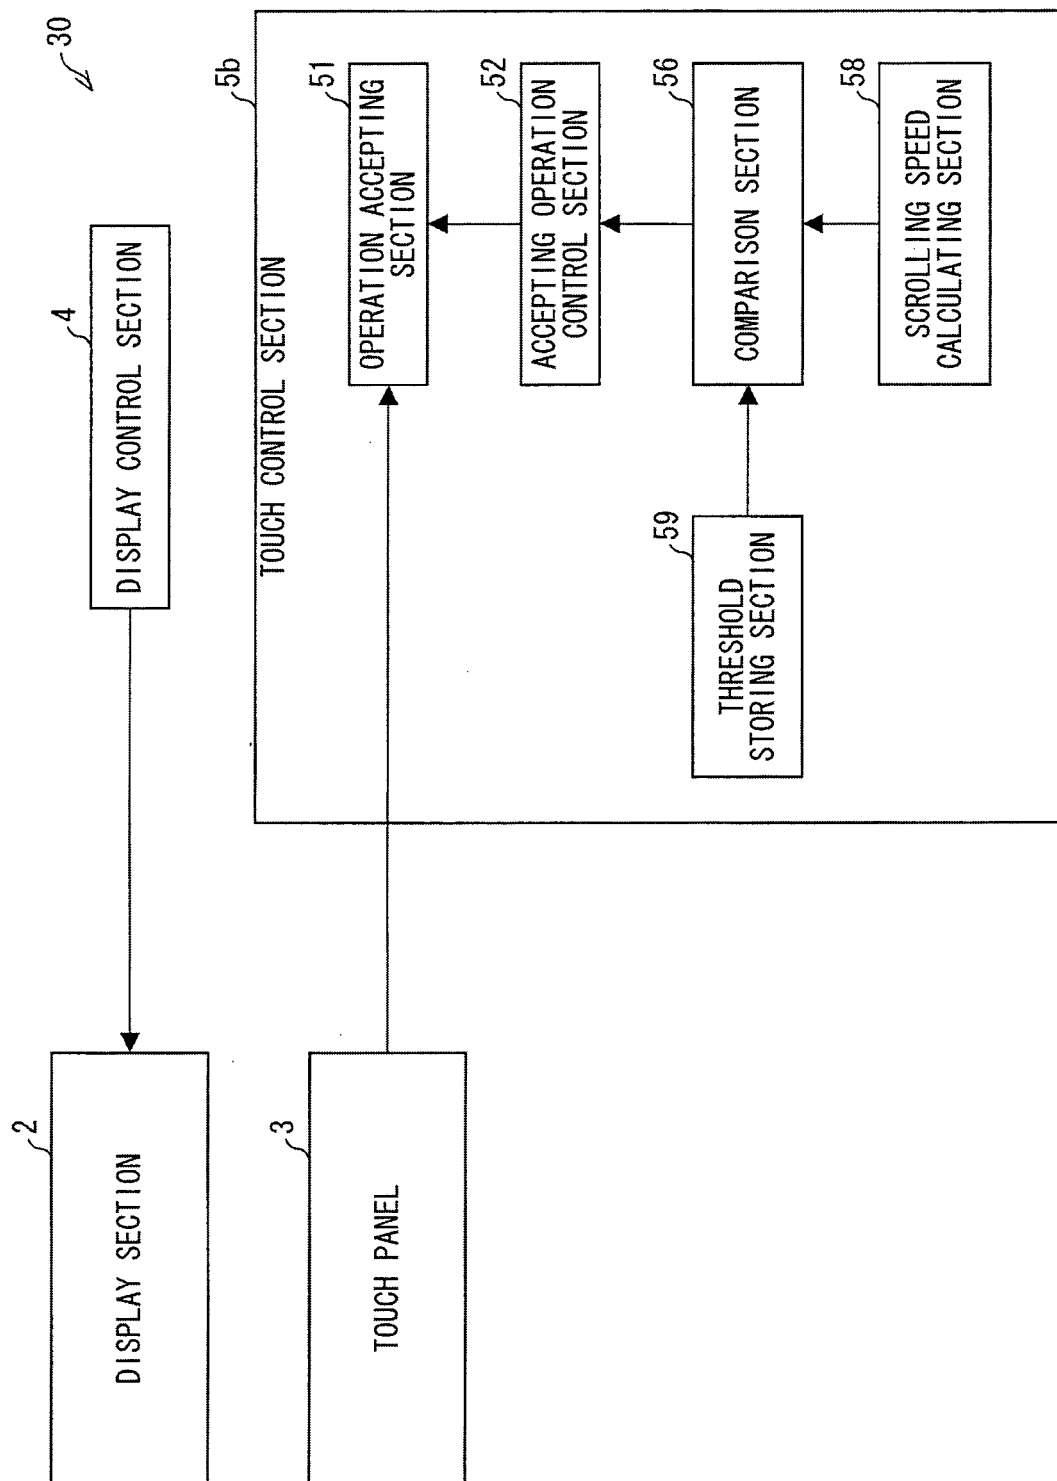 30
2
DISPLAY SECTION
4
DISPLAY CONTROL SECTION
3
TOUCH PANEL
5b
TOUCH CONTROL SECTION
51
OPERATION ACCEPTING
SECTION
52
ACCEPTING OPERATION
CONTROL SECTION
59
THRESHOLD
STORING SECTION
56
COMPARISON SECTION
58
SCROLLING SPEED
CALCULATING SECTION